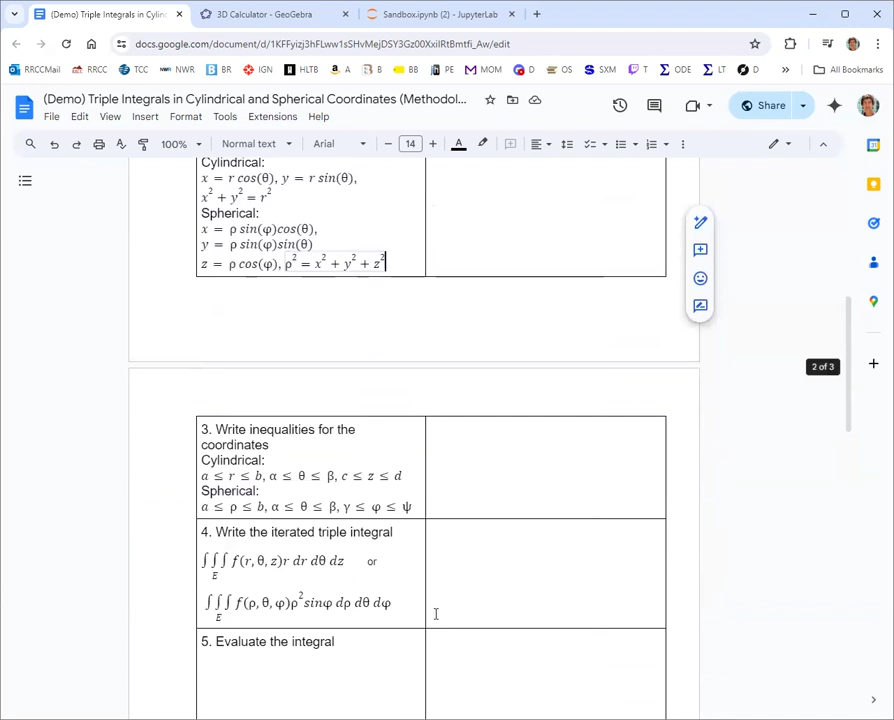 (Demo) Triple Integrals in Cylin
3D Calculator - GeoGebra
Sandbox.ipynb (2) - JupyterLab
docs.google.com/document/d/1KFFyizj3hFLww1sSHvMejDSY3Gz00XxiIRtBmtfi_Aw/edit
RRCCMail RRCC TCC NWR BR IGN HLTB A BB PE MOM D OS SXM T ODE LT D » All Bookmarks
(Demo) Triple Integrals in Cylindrical and Spherical Coordinates (Methodol...
Share
File Edit View Insert Format Tools Extensions Help
100% Normal text Arial 14
Cylindrical:
x = r cos(θ), y = r sin(θ),
x² + y² = r²
Spherical:
x = ρ sin(φ)cos(θ),
y = ρ sin(φ)sin(θ)
z = ρ cos(φ), ρ² = x² + y² + z²
2 of 3
3. Write inequalities for the
coordinates
Cylindrical:
a ≤ r ≤ b, α ≤ θ ≤ β, c ≤ z ≤ d
Spherical:
a ≤ ρ ≤ b, α ≤ θ ≤ β, γ ≤ φ ≤ ψ
4. Write the iterated triple integral
∫∫∫ f(r, θ, z)r dr dθ dz or
E
∫∫∫ f(ρ, θ, φ)ρ² sinφ dρ dθ dφ
E
5. Evaluate the integral